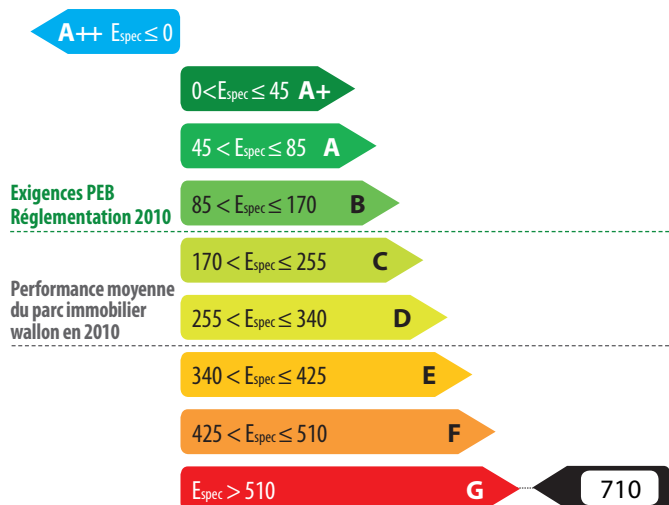 A++ Espec ≤ 0
0<Espec ≤ 45 A+
45 < Espec ≤ 85 A
Exigences PEB
Réglementation 2010
85 < Espec ≤ 170 B
170 < Espec ≤ 255 C
Performance moyenne
du parc immobilier
wallon en 2010
255 < Espec ≤ 340 D
340 < Espec ≤ 425 E
425 < Espec ≤ 510 F
Espec > 510 G 710